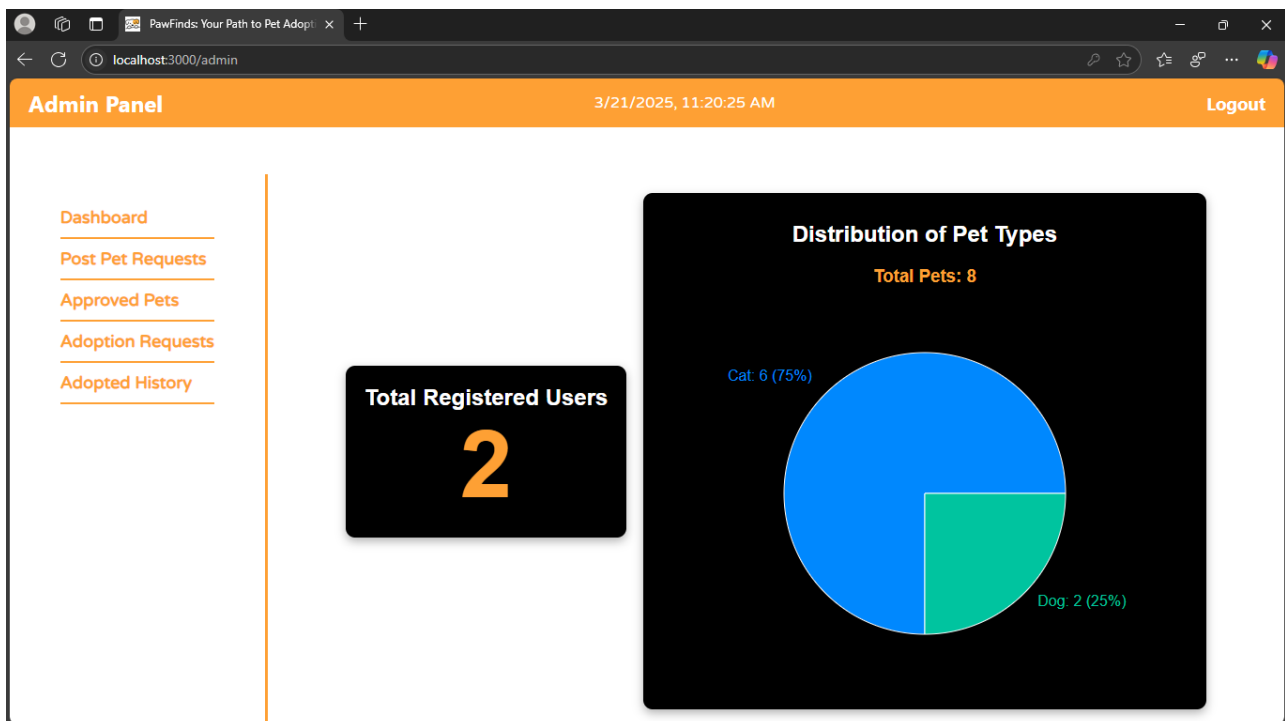 PawFinds: Your Path to Pet Adopti
localhost:3000/admin
Admin Panel
3/21/2025, 11:20:25 AM
Logout
Dashboard
Post Pet Requests
Approved Pets
Adoption Requests
Adopted History
Total Registered Users
2
Distribution of Pet Types
Total Pets: 8
Cat: 6 (75%)
Dog: 2 (25%)